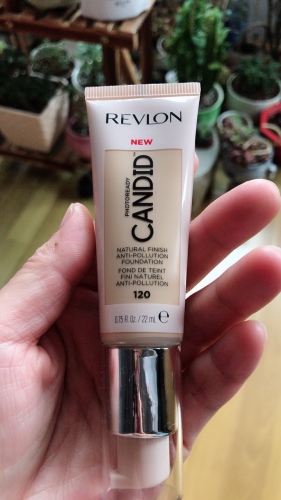 REVLON
NEW
PHOTOREADY
CANDID™
NATURAL FINISH
ANTI-POLLUTION
FOUNDATION
FOND DE TEINT
FINI NATUREL
ANTI-POLLUTION
120
0.75 Fl. Oz / 22 mL ℮